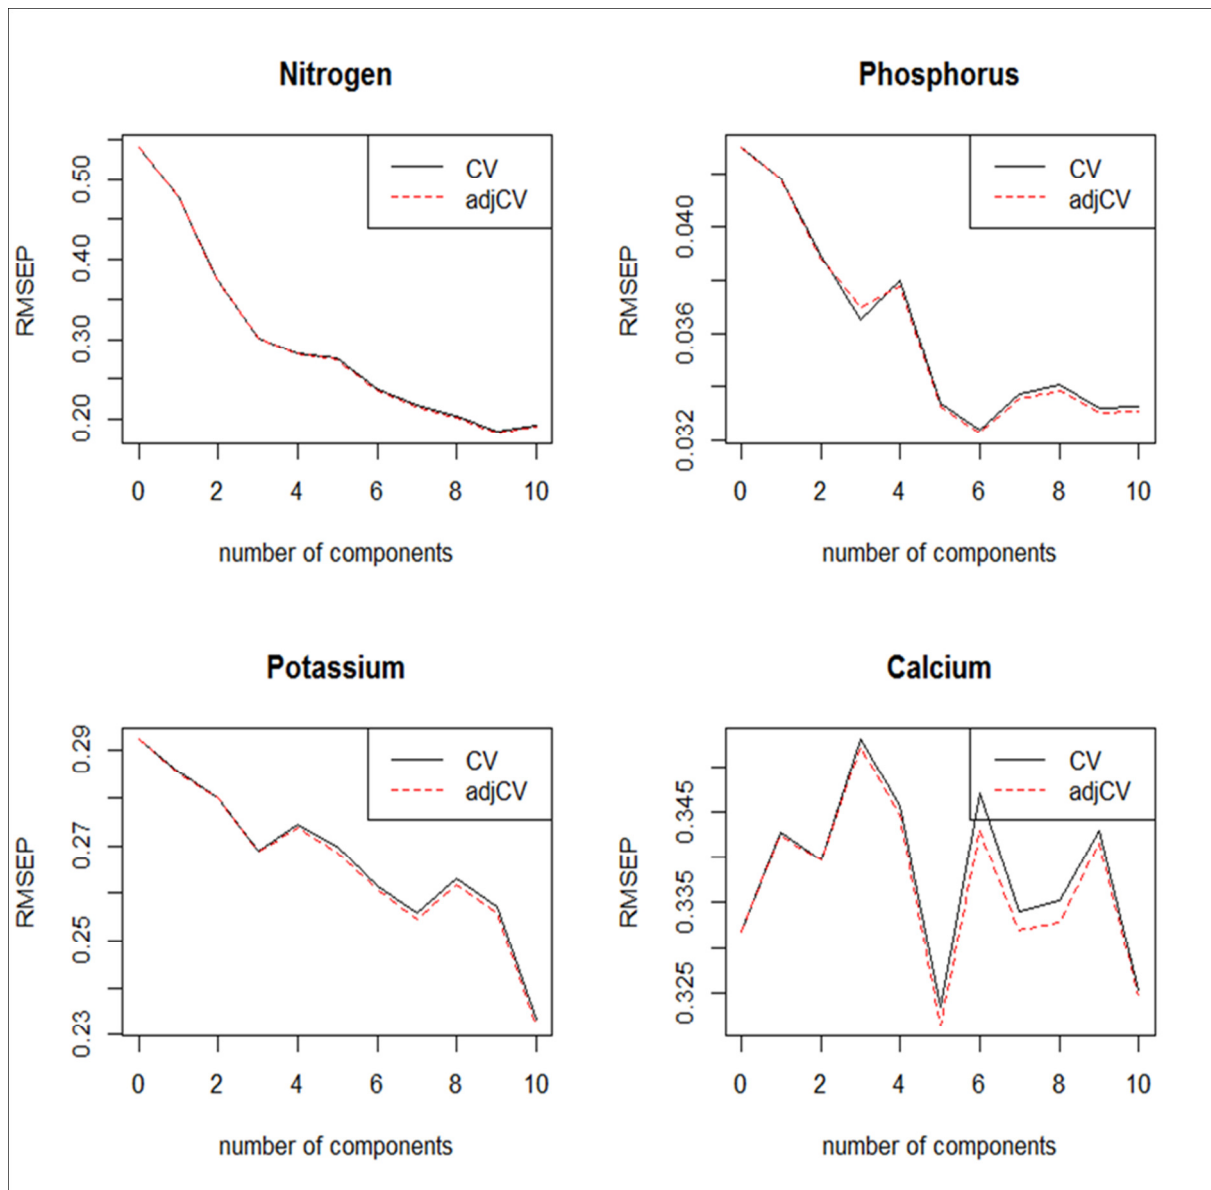 Nitrogen
RMSEP
0.50
0.40
0.30
0.20
CV
adjCV
0 2 4 6 8 10
number of components
Phosphorus
RMSEP
0.040
0.036
0.032
CV
adjCV
0 2 4 6 8 10
number of components
Potassium
RMSEP
0.29
0.27
0.25
0.23
CV
adjCV
0 2 4 6 8 10
number of components
Calcium
RMSEP
0.345
0.335
0.325
CV
adjCV
0 2 4 6 8 10
number of components